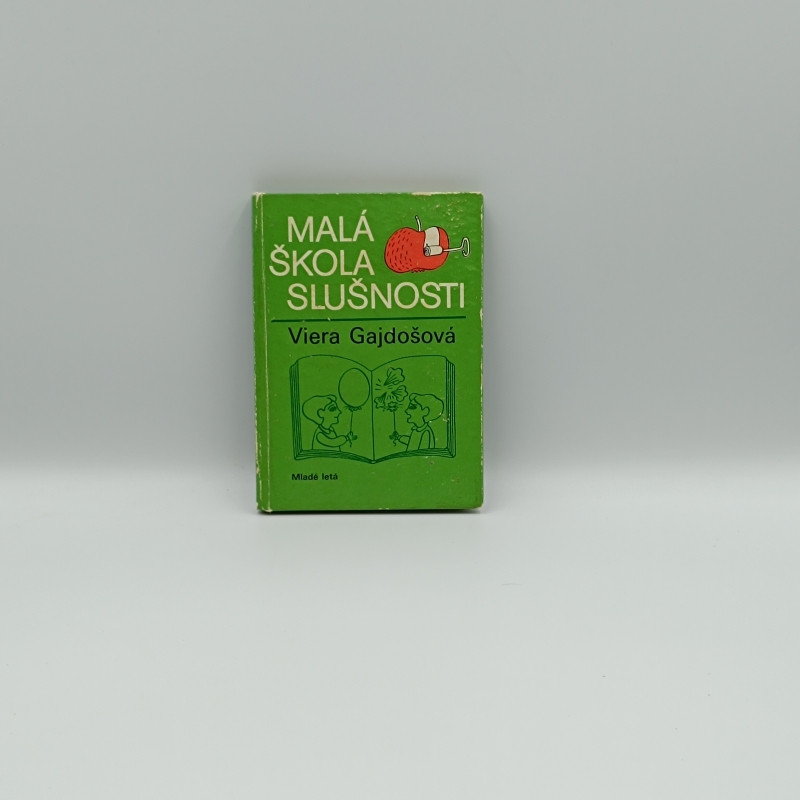 MALÁ
ŠKOLA
SLUŠNOSTI
Viera Gajdošová
Mladé letá